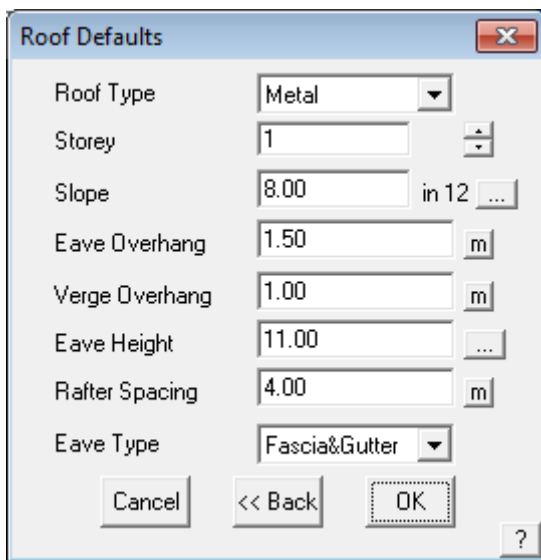 Roof Defaults
Roof Type Metal
Storey 1
Slope 8.00 in 12 ...
Eave Overhang 1.50 m
Verge Overhang 1.00 m
Eave Height 11.00 ...
Rafter Spacing 4.00 m
Eave Type Fascia&Gutter
Cancel << Back OK
?